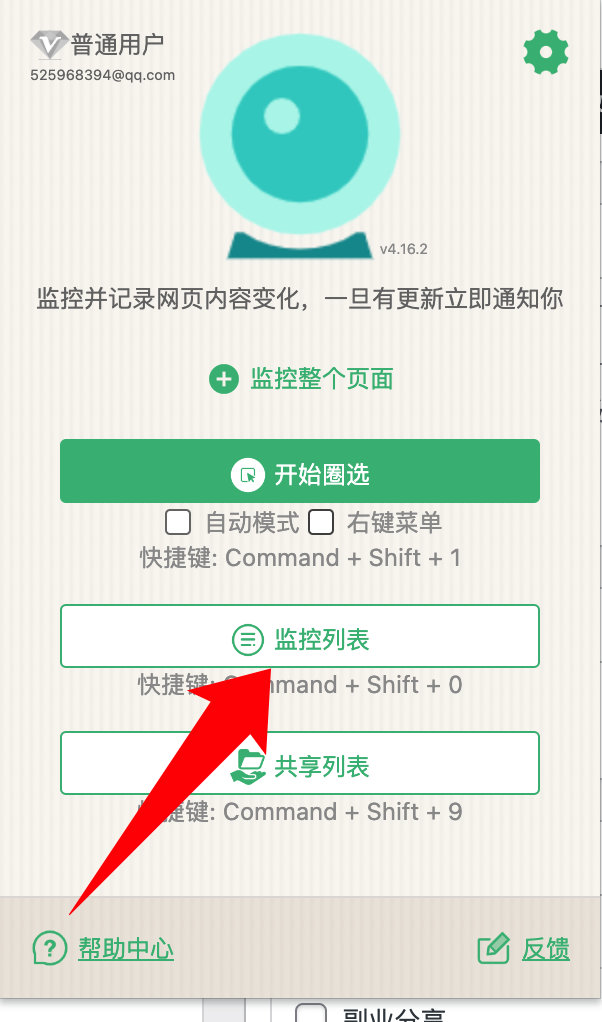 普通用户
525968394@qq.com
v4.16.2
监控并记录网页内容变化，一旦有更新立即通知你
监控整个页面
开始圈选
自动模式 右键菜单
快捷键: Command + Shift + 1
监控列表
快捷键: Command + Shift + 0
共享列表
快捷键: Command + Shift + 9
帮助中心 反馈
副业分享